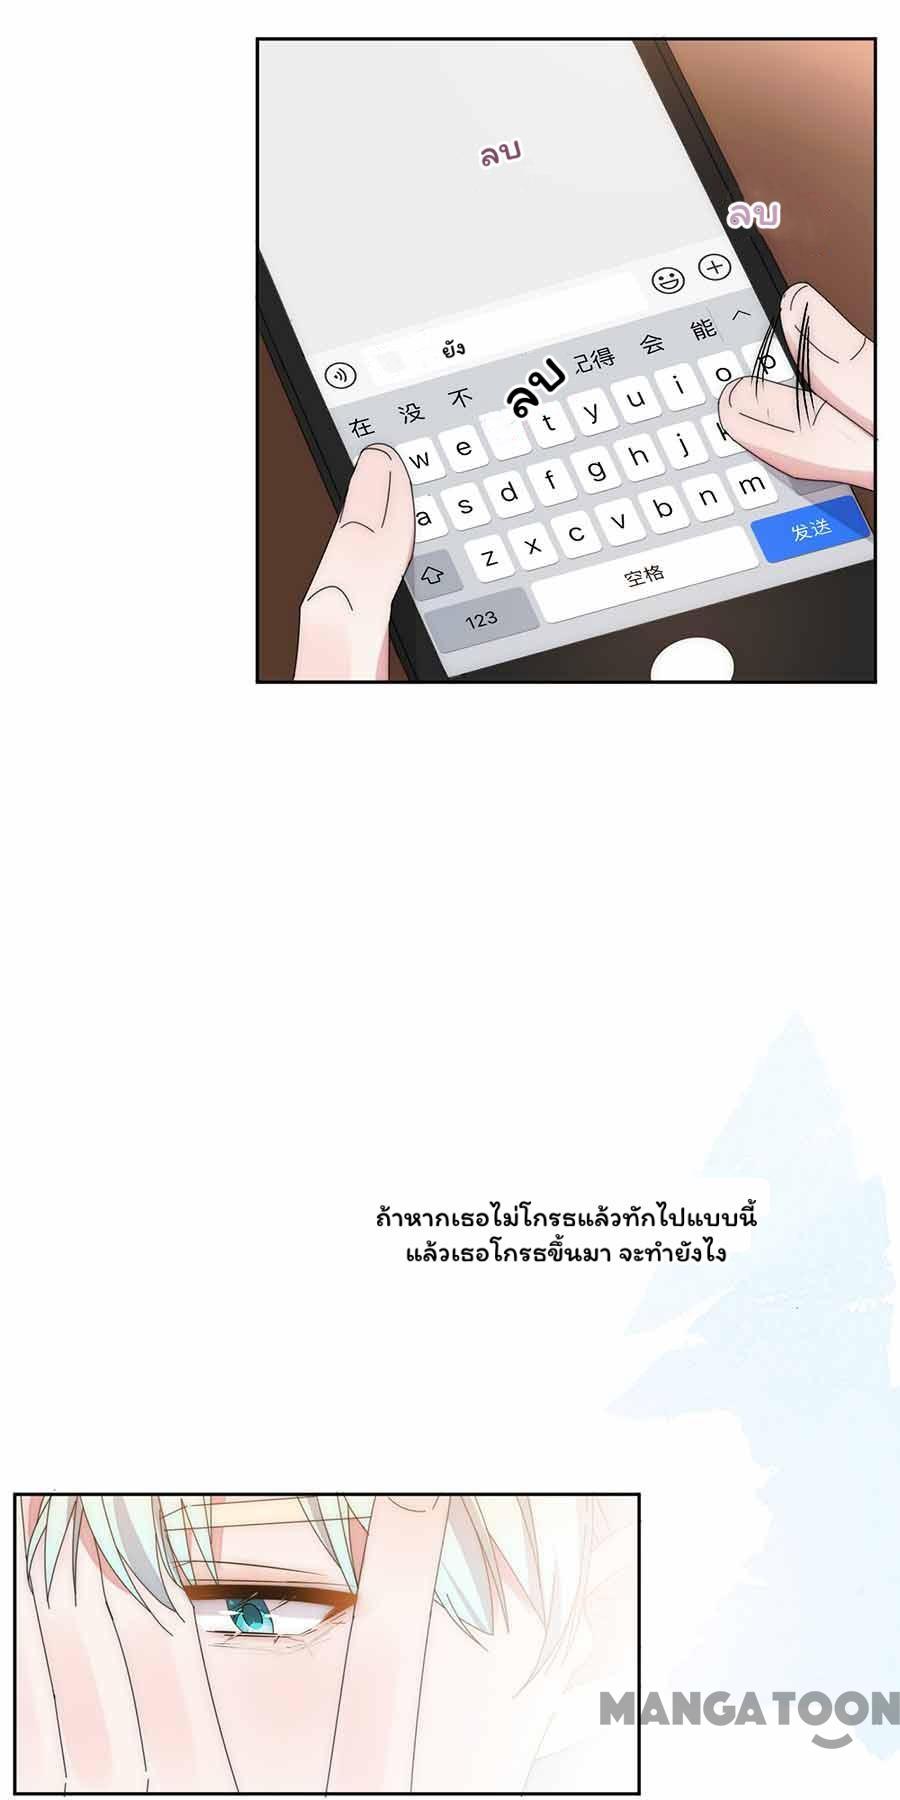 ลบ
ลบ
ยัง
ลบ
在 没 不 记得 会 能
w e t y u i o p
a s d f g h j k
z x c v b n m
123 空格 发送
ถ้าหากเธอไม่โกรธแล้วทักไปแบบนี้
แล้วเธอโกรธขึ้นมา จะทำยังไง
MANGATOON